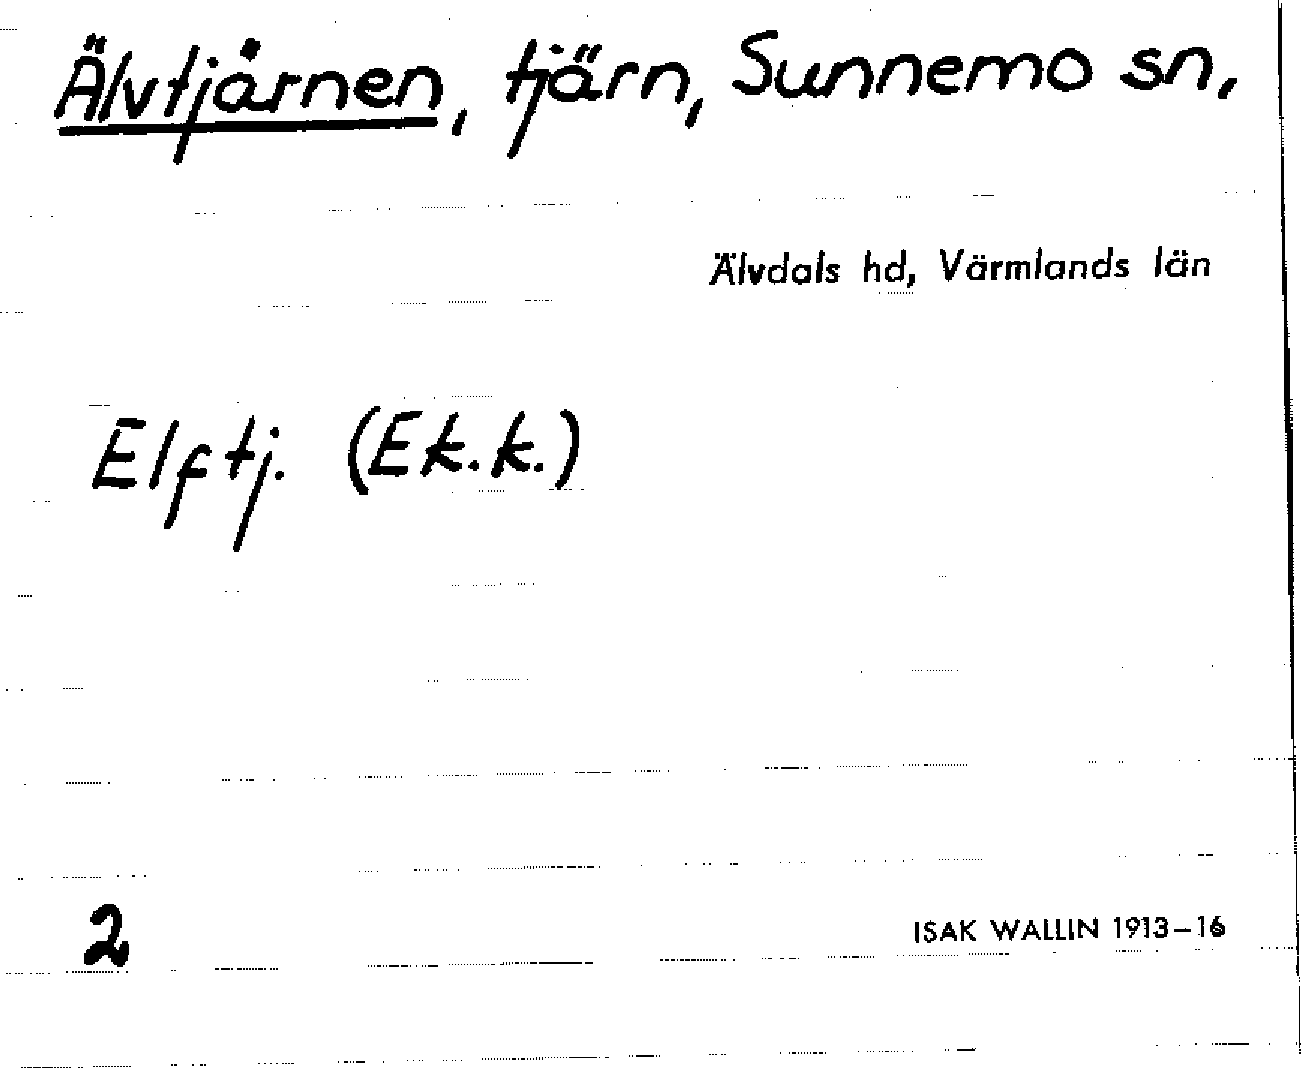 Älvtjärnen, tjärn, Sunnemo sn,
Älvdals hd, Värmlands län
Elftj. (Ek.k.)
2
ISAK WALLIN 1913–16